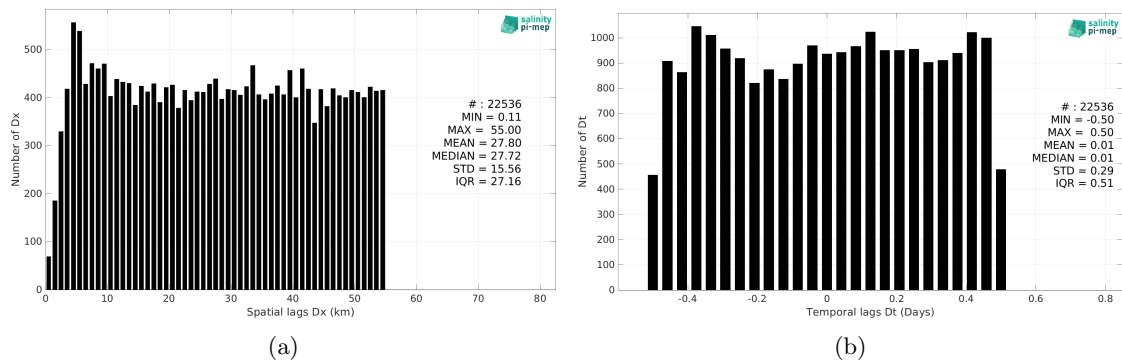 salinity
pi-mep
Number of Dx
500
400
300
200
100
0
# : 22536
MIN = 0.11
MAX = 55.00
MEAN = 27.80
MEDIAN = 27.72
STD = 15.56
IQR = 27.16
0 10 20 30 40 50 60 70 80
Spatial lags Dx (km)
(a)
salinity
pi-mep
Number of Dt
1000
900
800
700
600
500
400
300
200
100
0
# : 22536
MIN = -0.50
MAX = 0.50
MEAN = 0.01
MEDIAN = 0.01
STD = 0.29
IQR = 0.51
-0.4 -0.2 0 0.2 0.4 0.6 0.8
Temporal lags Dt (Days)
(b)